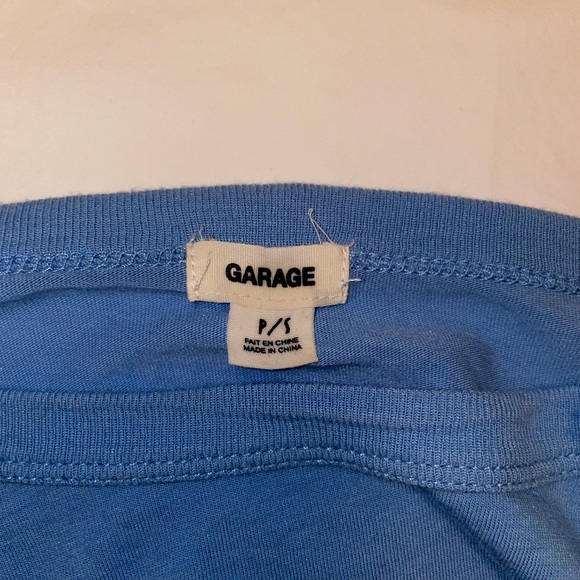 GARAGE
P/S
FAIT EN CHINE
MADE IN CHINA